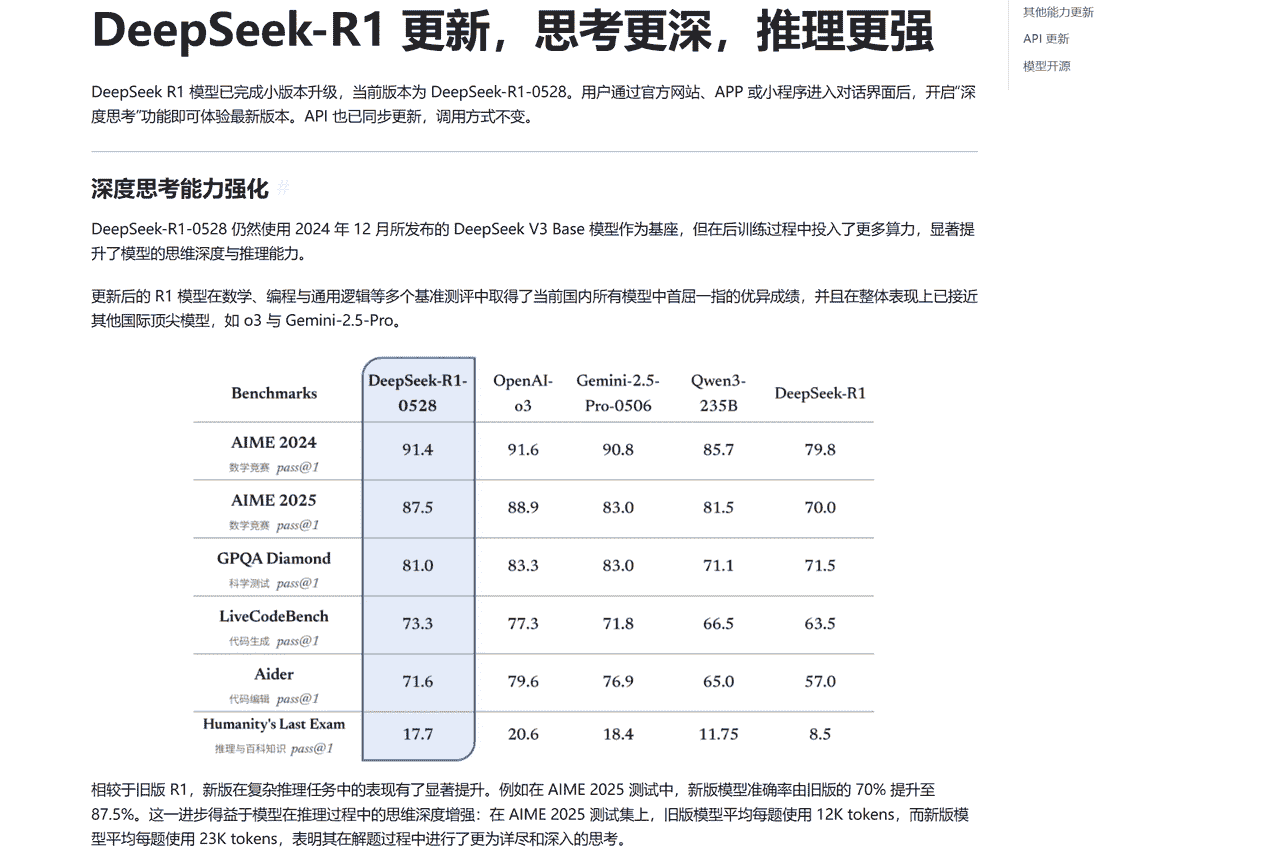 DeepSeek-R1 更新，思考更深，推理更强
其他能力更新
API 更新
模型开源
DeepSeek R1 模型已完成小版本升级，当前版本为 DeepSeek-R1-0528。用户通过官方网站、APP 或小程序进入对话界面后，开启“深
度思考”功能即可体验最新版本。API 也已同步更新，调用方式不变。
深度思考能力强化 #
DeepSeek-R1-0528 仍然使用 2024 年 12 月所发布的 DeepSeek V3 Base 模型作为基座，但在后训练过程中投入了更多算力，显著提
升了模型的思维深度与推理能力。
更新后的 R1 模型在数学、编程与通用逻辑等多个基准测评中取得了当前国内所有模型中首屈一指的优异成绩，并且在整体表现上已接近
其他国际顶尖模型，如 o3 与 Gemini-2.5-Pro。
Benchmarks DeepSeek-R1-0528 OpenAI-o3 Gemini-2.5-Pro-0506 Qwen3-235B DeepSeek-R1
AIME 2024 91.4 91.6 90.8 85.7 79.8
数学竞赛 pass@1
AIME 2025 87.5 88.9 83.0 81.5 70.0
数学竞赛 pass@1
GPQA Diamond 81.0 83.3 83.0 71.1 71.5
科学测试 pass@1
LiveCodeBench 73.3 77.3 71.8 66.5 63.5
代码生成 pass@1
Aider 71.6 79.6 76.9 65.0 57.0
代码编辑 pass@1
Humanity's Last Exam 17.7 20.6 18.4 11.75 8.5
推理与百科知识 pass@1
相较于旧版 R1，新版在复杂推理任务中的表现有了显著提升。例如在 AIME 2025 测试中，新版模型准确率由旧版的 70% 提升至
87.5%。这一进步得益于模型在推理过程中的思维深度增强：在 AIME 2025 测试集上，旧版模型平均每题使用 12K tokens，而新版模
型平均每题使用 23K tokens，表明其在解题过程中进行了更为详尽和深入的思考。